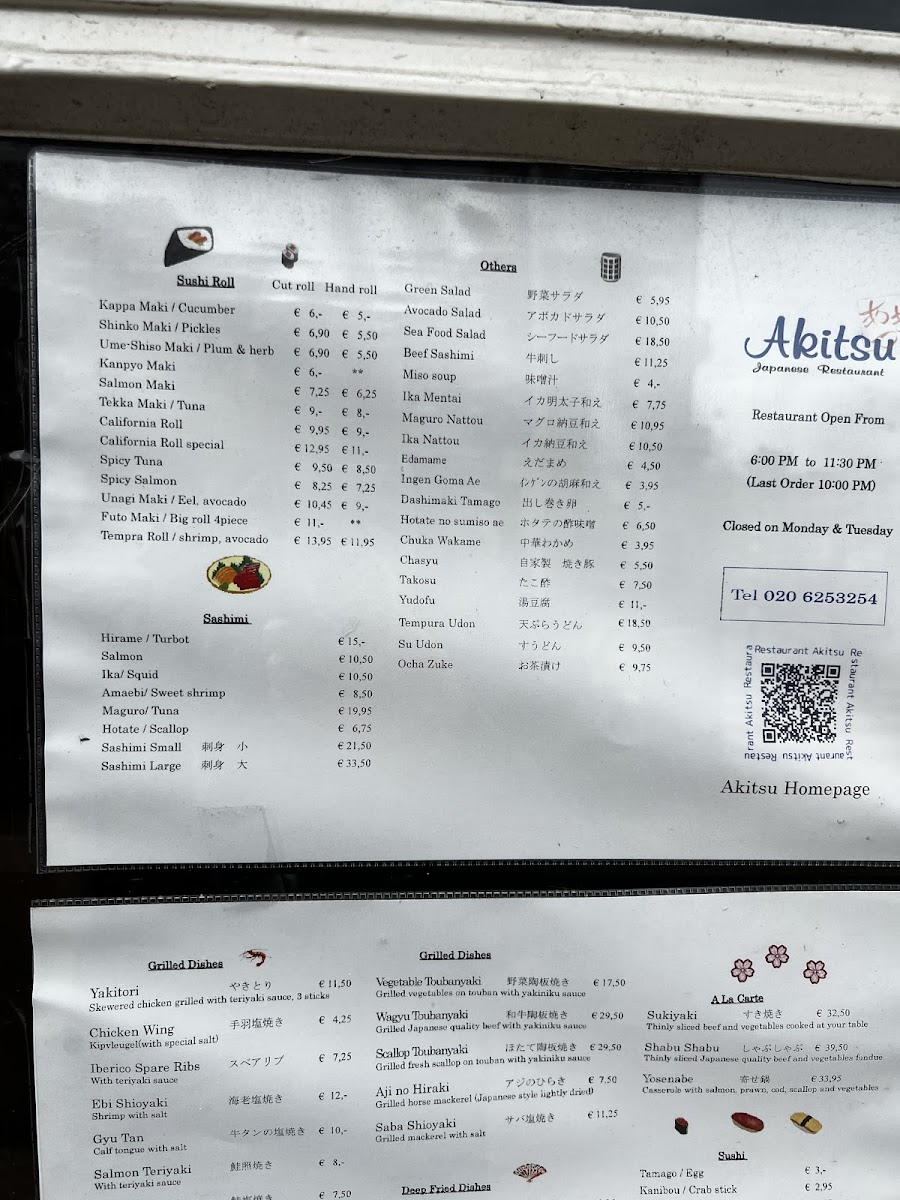 Sushi Roll Cut roll Hand roll
Kappa Maki / Cucumber € 6,- € 5,-
Shinko Maki / Pickles € 6,90 € 5,50
Ume-Shiso Maki / Plum & herb € 6,90 € 5,50
Kanpyo Maki € 6,- **
Salmon Maki € 7,25 € 6,25
Tekka Maki / Tuna € 9,- € 8,-
California Roll € 9,95 € 9,-
California Roll special € 12,95 € 11,-
Spicy Tuna € 9,50 € 8,50
Spicy Salmon € 8,25 € 7,25
Unagi Maki / Eel, avocado € 10,45 € 9,-
Futo Maki / Big roll 4piece € 11,- **
Tempra Roll / shrimp, avocado € 13,95 € 11,95
Sashimi
Hirame / Turbot € 15,-
Salmon € 10,50
Ika/ Squid € 10,50
Amaebi/ Sweet shrimp € 8,50
Maguro/ Tuna € 19,95
Hotate / Scallop € 6,75
Sashimi Small 刺身 小 € 21,50
Sashimi Large 刺身 大 € 33,50
Others
Green Salad 野菜サラダ € 5,95
Avocado Salad アボカドサラダ € 10,50
Sea Food Salad シーフードサラダ € 18,50
Beef Sashimi 牛刺し € 11,25
Miso soup 味噌汁 € 4,-
Ika Mentai イカ明太子和え € 7,75
Maguro Nattou マグロ納豆和え € 10,95
Ika Nattou イカ納豆和え € 10,50
Edamame えだまめ € 4,50
Ingen Goma Ae インゲンの胡麻和え € 3,95
Dashimaki Tamago 出し巻き卵 € 5,-
Hotate no sumiso ae ホタテの酢味噌 € 6,50
Chuka Wakame 中華わかめ € 3,95
Chasyu 自家製 焼き豚 € 5,50
Takosu たこ酢 € 7,50
Yudofu 湯豆腐 € 11,-
Tempura Udon 天ぷらうどん € 18,50
Su Udon すうどん € 9,50
Ocha Zuke お茶漬け € 9,75
Akitsu
Japanese Restaurant
Restaurant Open From
6:00 PM to 11:30 PM
(Last Order 10:00 PM)
Closed on Monday & Tuesday
Tel 020 6253254
Restaurant Akitsu Restaurant Akitsu Restaurant Akitsu Restaurant Akitsu Restaura
Akitsu Homepage
Grilled Dishes
Yakitori やきとり € 11,50
Skewered chicken grilled with teriyaki sauce, 3 sticks
Chicken Wing 手羽塩焼き € 4,25
Kipvleugel(with special salt)
Iberico Spare Ribs スペアリブ € 7,25
With teriyaki sauce
Ebi Shioyaki 海老塩焼き € 12,-
Shrimp with salt
Gyu Tan 牛タンの塩焼き € 10,-
Calf tongue with salt
Salmon Teriyaki 鮭照焼き € 8,-
With teriyaki sauce
鮭塩焼き € 7,50
Grilled Dishes
Vegetable Toubanyaki 野菜陶板焼き € 17,50
Grilled vegetables on touban with yakiniku sauce
Wagyu Toubanyaki 和牛陶板焼き € 29,50
Grilled Japanese quality beef with yakiniku sauce
Scallop Toubanyaki ほたて陶板焼き € 29,50
Grilled fresh scallop on touban with yakiniku sauce
Aji no Hiraki アジのひらき € 7,50
Grilled horse mackerel (Japanese style lightly dried)
Saba Shioyaki サバ塩焼き € 11,25
Grilled mackerel with salt
Deep Fried Dishes
A La Carte
Sukiyaki すき焼き € 32,50
Thinly sliced beef and vegetables cooked at your table
Shabu Shabu しゃぶしゃぶ € 39,50
Thinly sliced Japanese quality beef and vegetables fondue
Yosenabe 寄せ鍋 € 33,95
Casserole with salmon, prawn, cod, scallop and vegetables
Sushi
Tamago / Egg € 3,-
Kanibou / Crab stick € 2,95